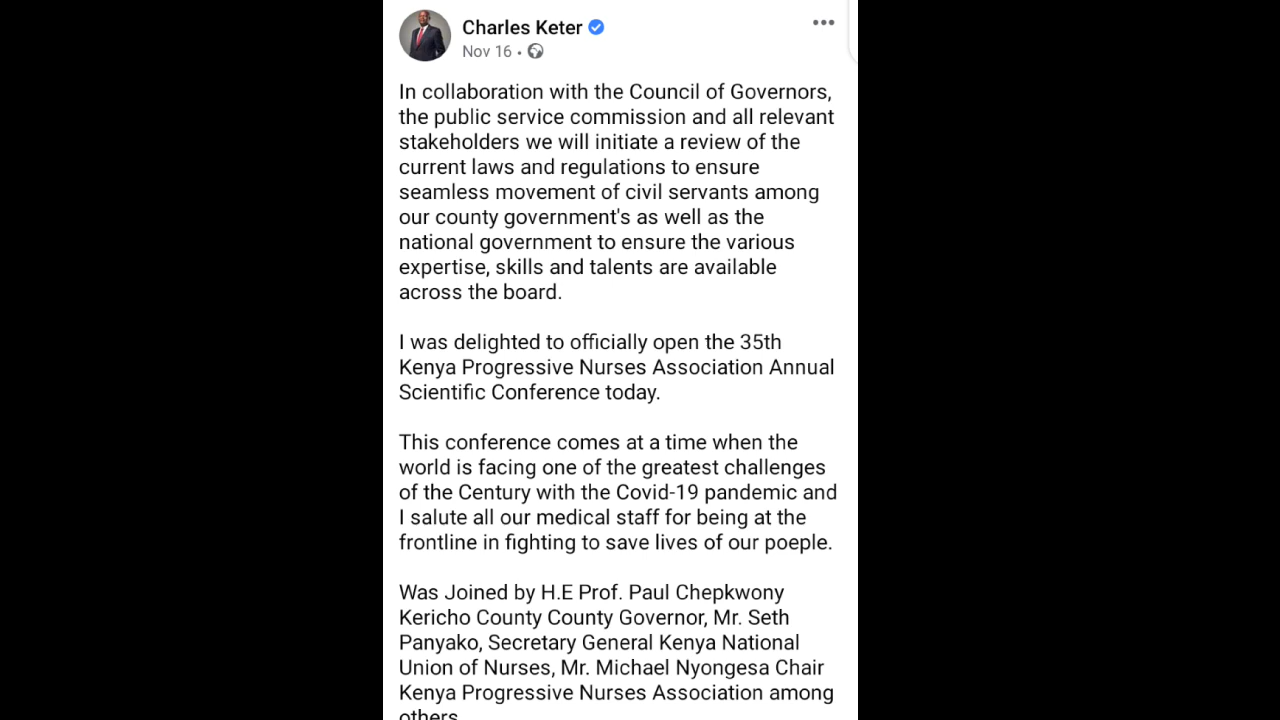 Charles Keter
Nov 16 •
In collaboration with the Council of Governors,
the public service commission and all relevant
stakeholders we will initiate a review of the
current laws and regulations to ensure
seamless movement of civil servants among
our county government's as well as the
national government to ensure the various
expertise, skills and talents are available
across the board.
I was delighted to officially open the 35th
Kenya Progressive Nurses Association Annual
Scientific Conference today.
This conference comes at a time when the
world is facing one of the greatest challenges
of the Century with the Covid-19 pandemic and
I salute all our medical staff for being at the
frontline in fighting to save lives of our poeple.
Was Joined by H.E Prof. Paul Chepkwony
Kericho County County Governor, Mr. Seth
Panyako, Secretary General Kenya National
Union of Nurses, Mr. Michael Nyongesa Chair
Kenya Progressive Nurses Association among
others